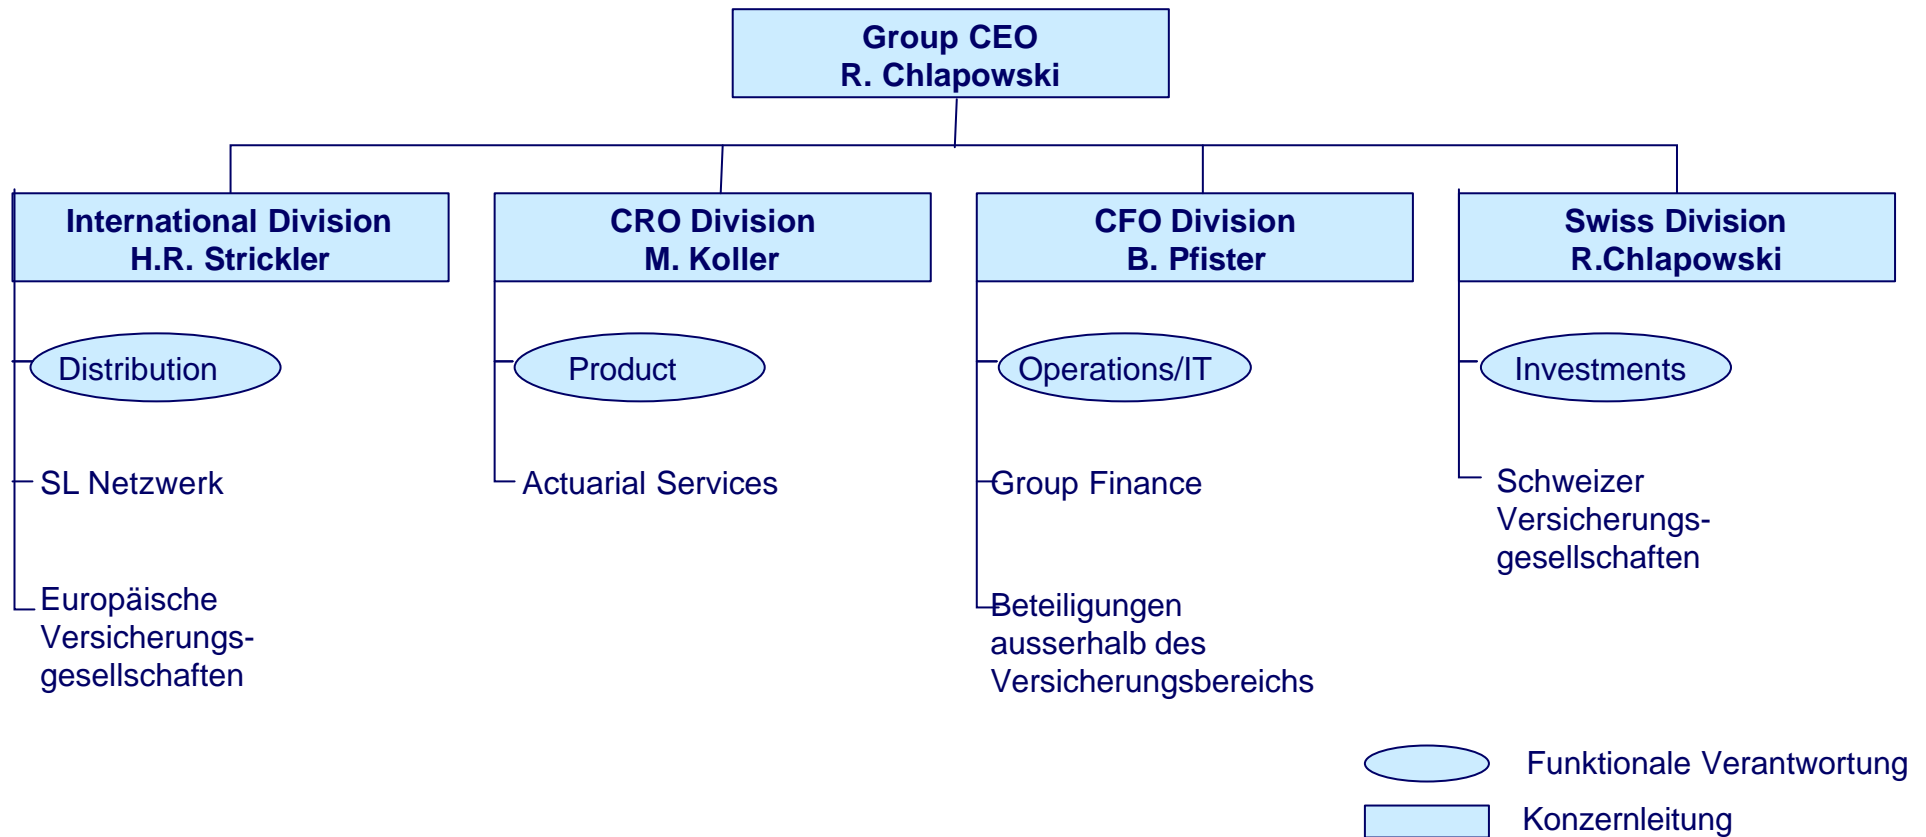 Group CEO
R. Chlapowski
International Division
H.R. Strickler
CRO Division
M. Koller
CFO Division
B. Pfister
Swiss Division
R.Chlapowski
Distribution
Product
Operations/IT
Investments
SL Netzwerk
Actuarial Services
Group Finance
Schweizer
Versicherungs-
gesellschaften
Europäische
Versicherungs-
gesellschaften
Beteiligungen
ausserhalb des
Versicherungsbereichs
Funktionale Verantwortung
Konzernleitung